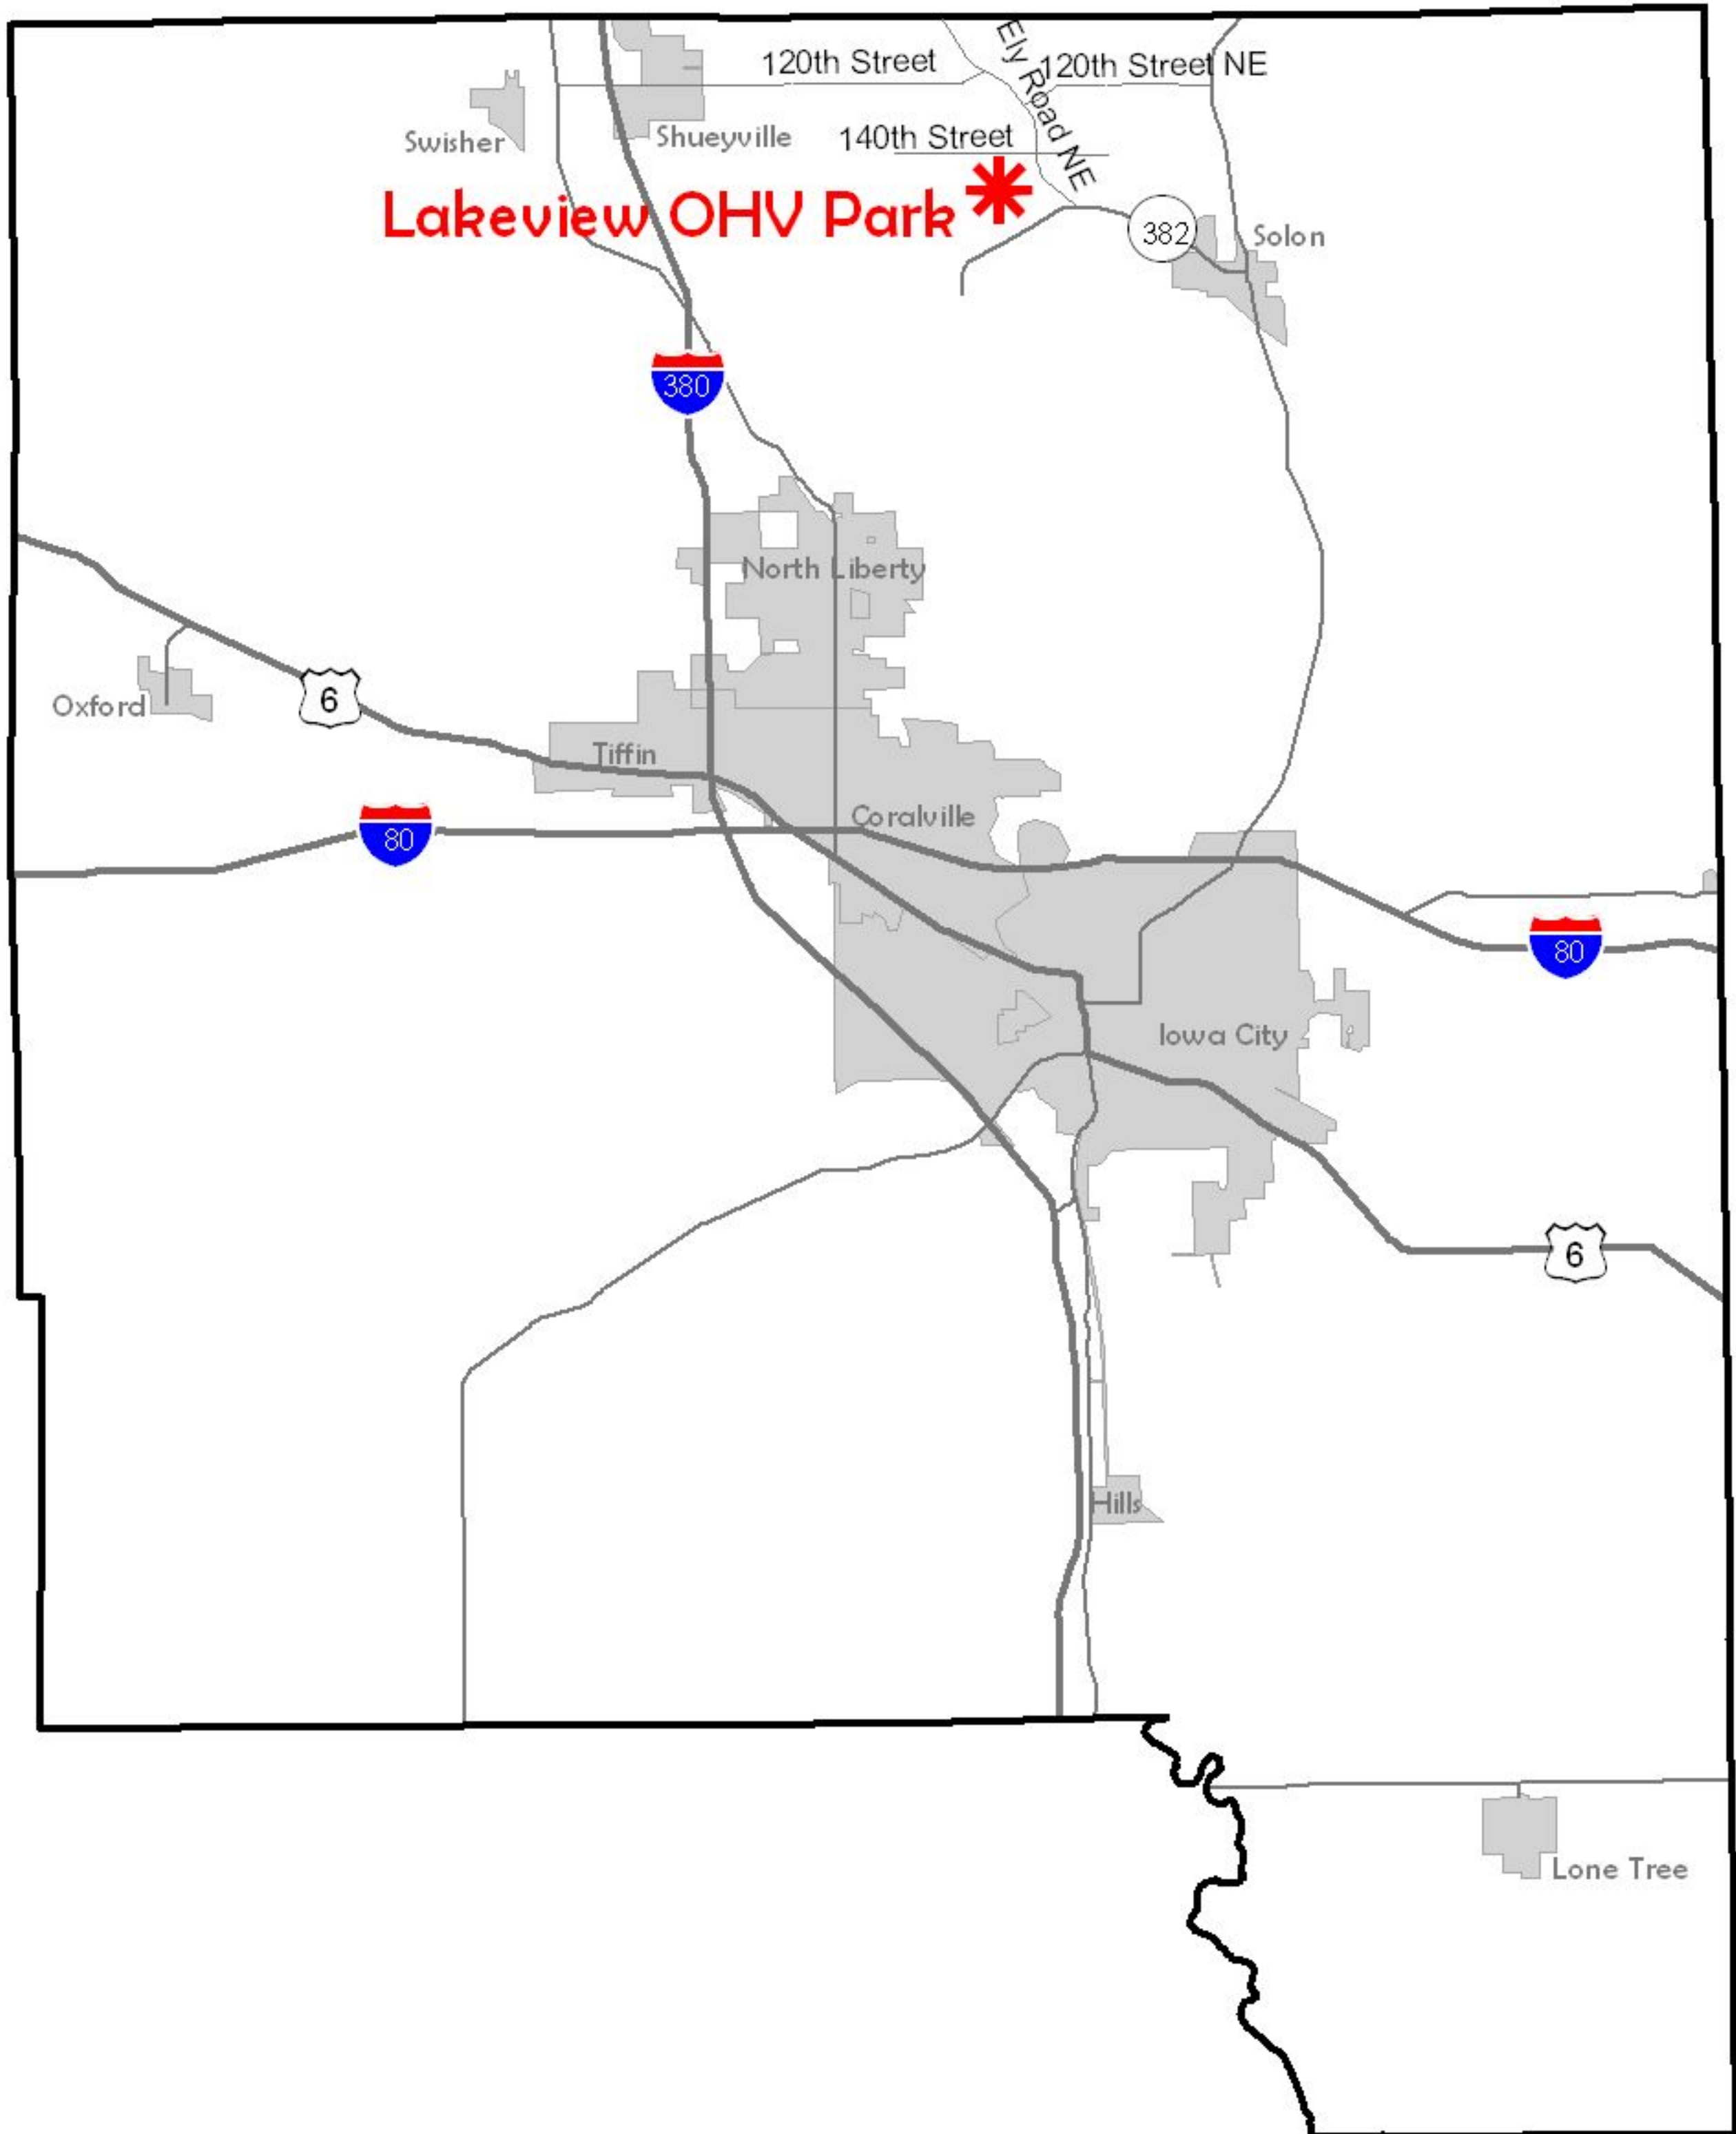 120th Street
Ely Road NE
120th Street NE
Swisher
Shueyville
140th Street
Lakeview OHV Park
382
Solon
380
North Liberty
Oxford
6
Tiffin
80
Coralville
80
Iowa City
6
Hills
Lone Tree